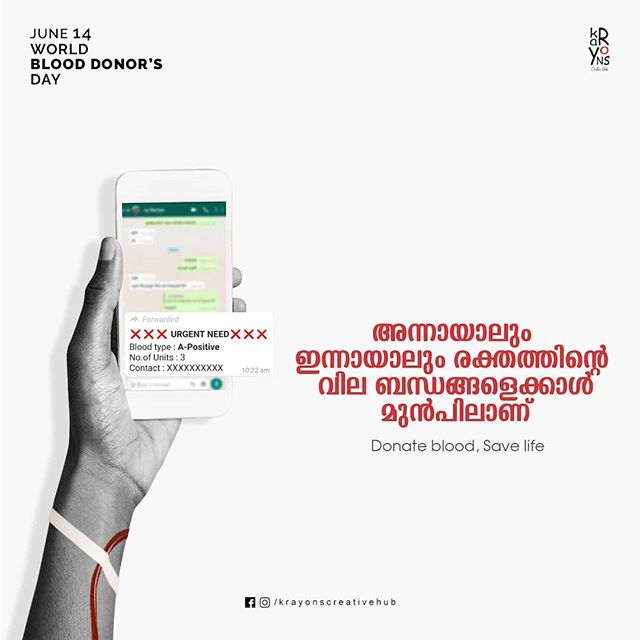 JUNE 14
WORLD
BLOOD DONOR'S
DAY
kRayONS
Forwarded
❌❌❌ URGENT NEED ❌❌❌
Blood type : A-Positive
No.of Units : 3
Contact : XXXXXXXXXX
10:22 am
അന്നായാലും
ഇന്നായാലും രക്തത്തിന്റെ
വില ബന്ധങ്ങളെക്കാൾ
മുൻപിലാണ്
Donate blood, Save life
/krayonscreativehub